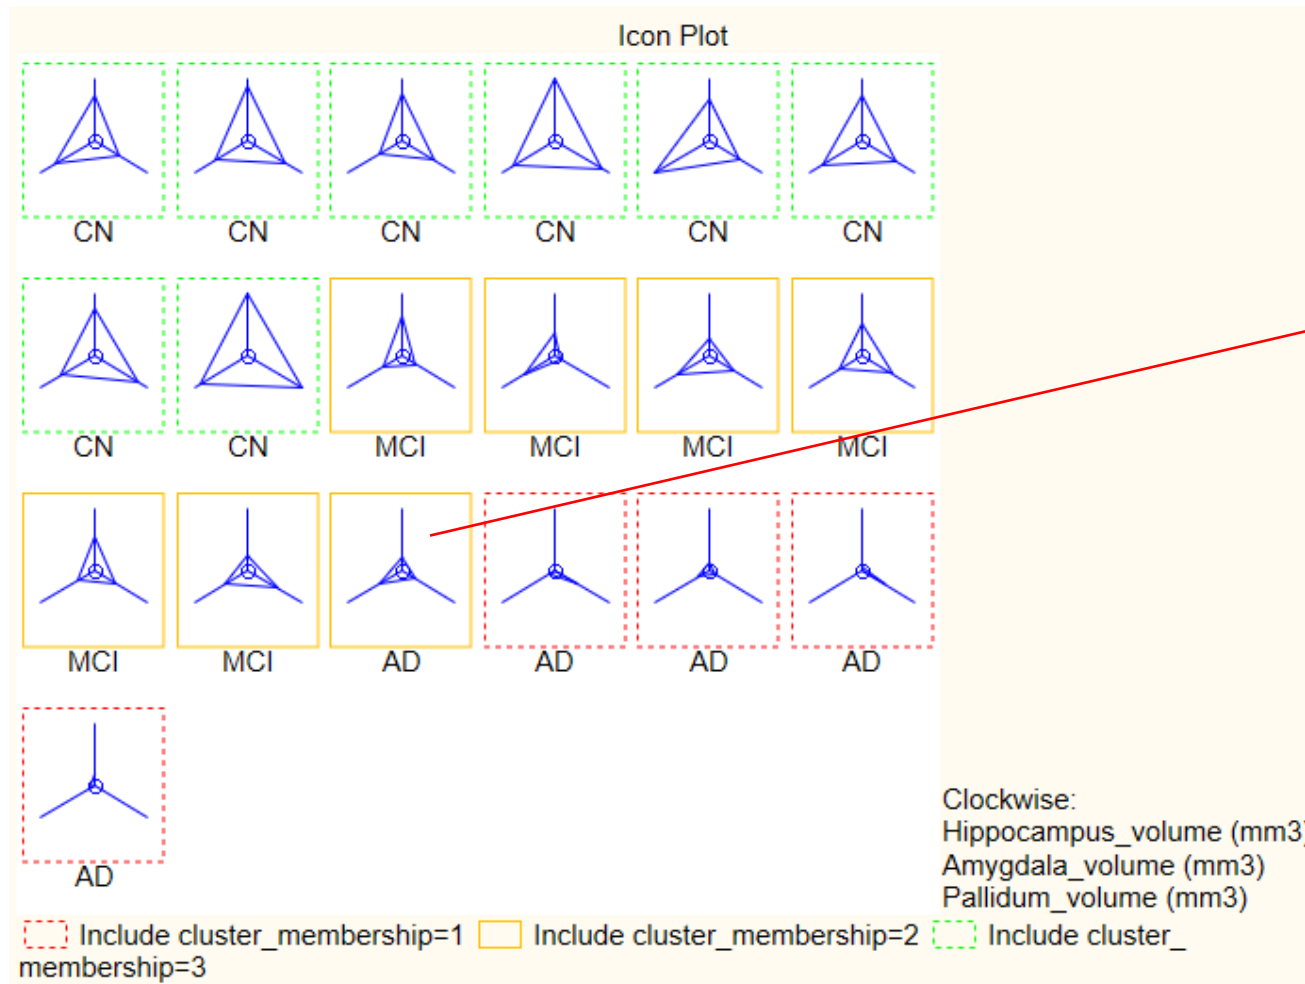 Icon Plot
CN CN CN CN CN CN
CN CN MCI MCI MCI MCI
MCI MCI AD AD AD AD
AD
Clockwise:
Hippocampus_volume (mm3)
Amygdala_volume (mm3)
Pallidum_volume (mm3)
Include cluster_membership=1 Include cluster_membership=2 Include cluster_
membership=3